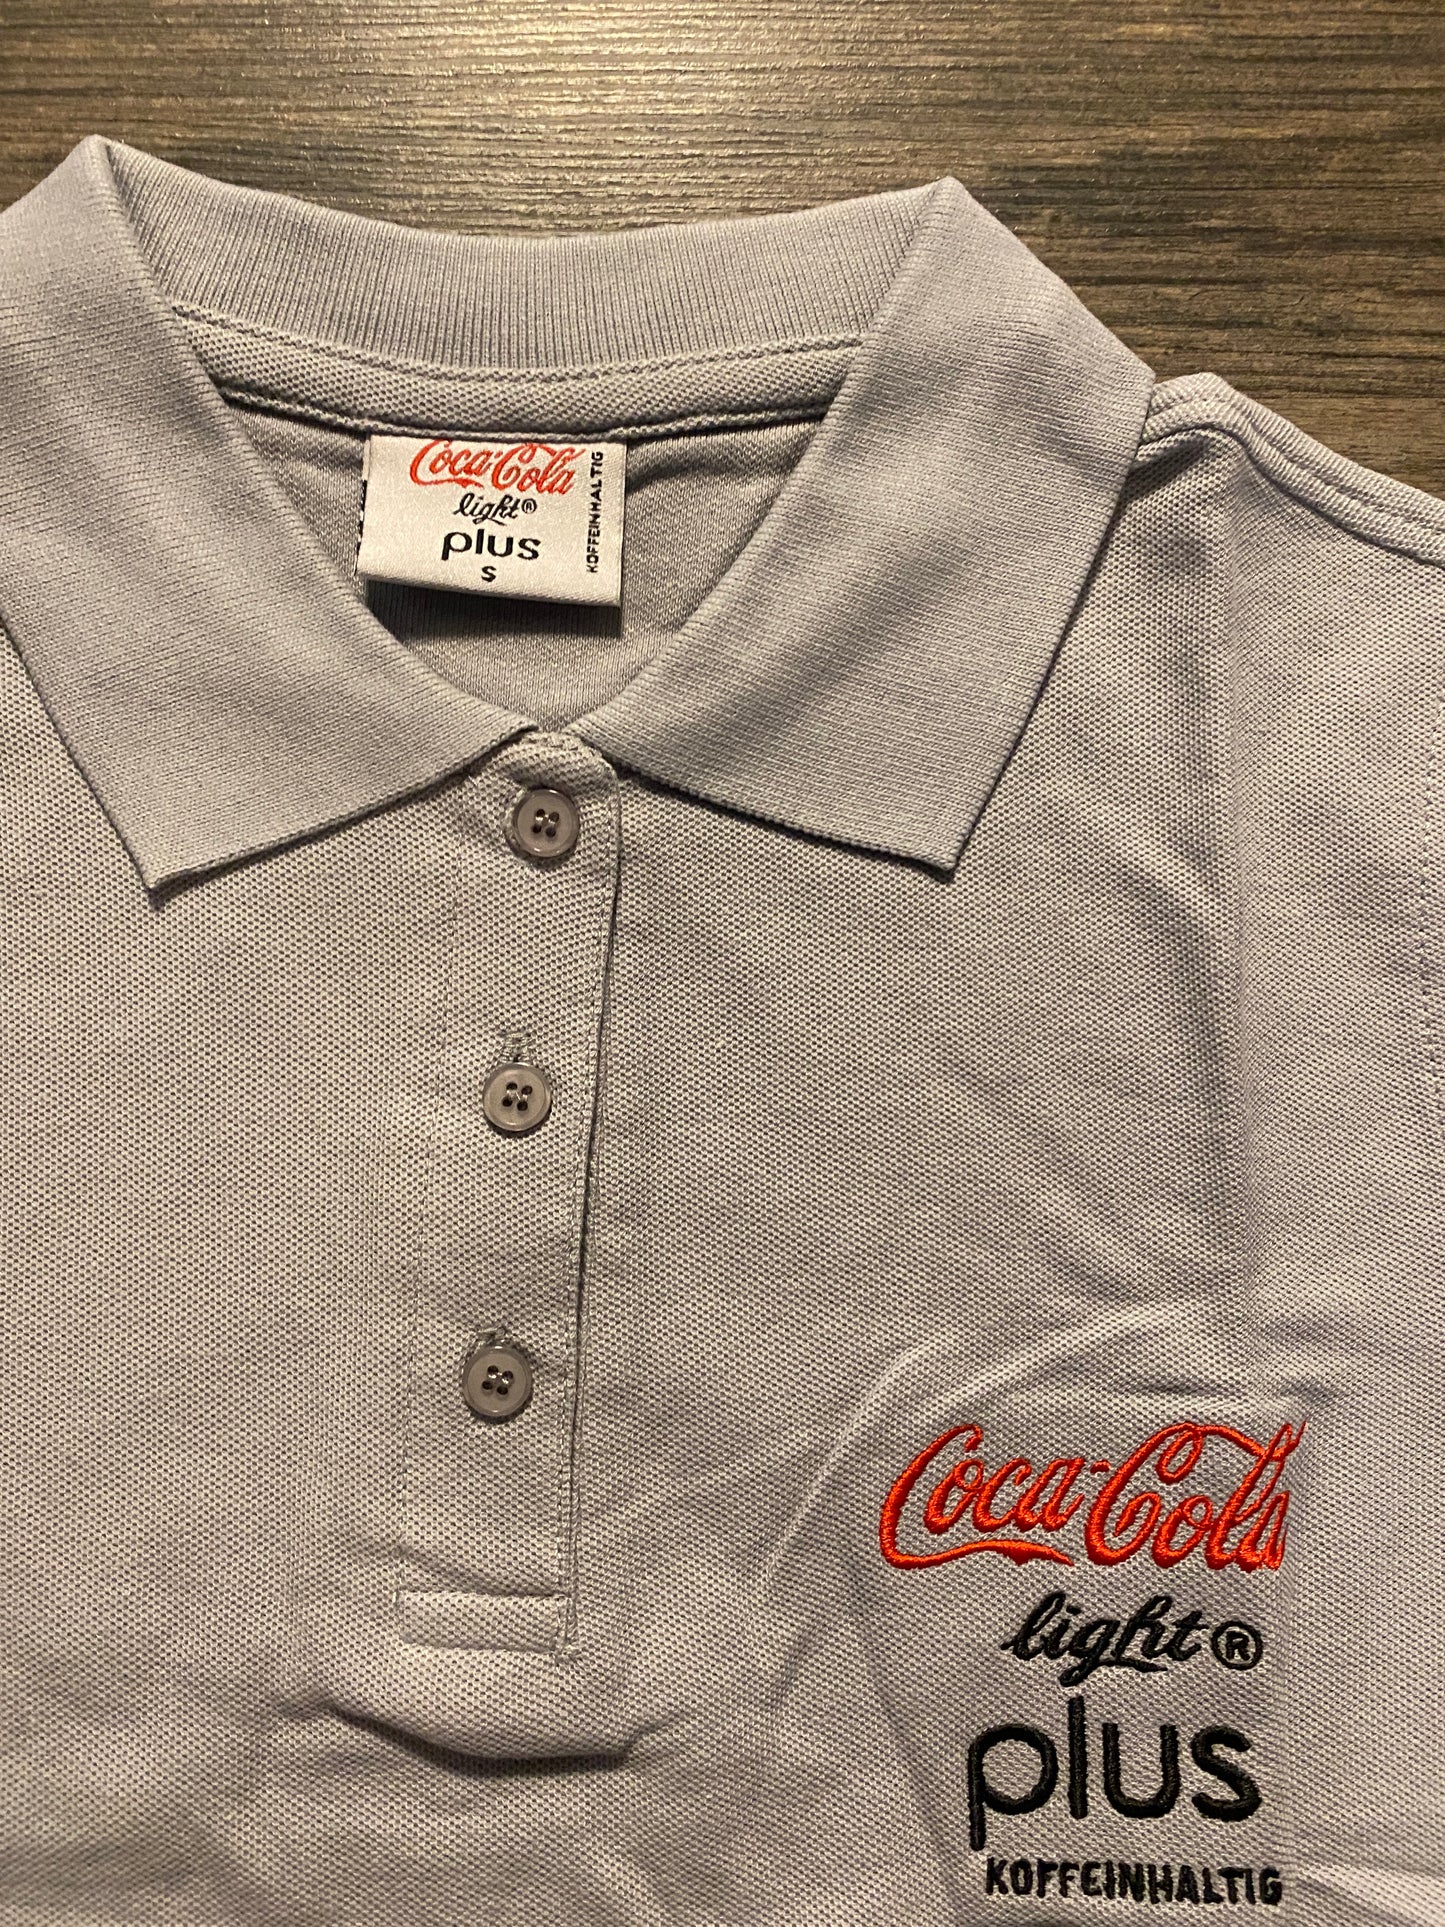 Coca-Cola
light®
plus
S
KOFFEINHALTIG
Coca-Cola
light®
plus
KOFFEINHALTIG